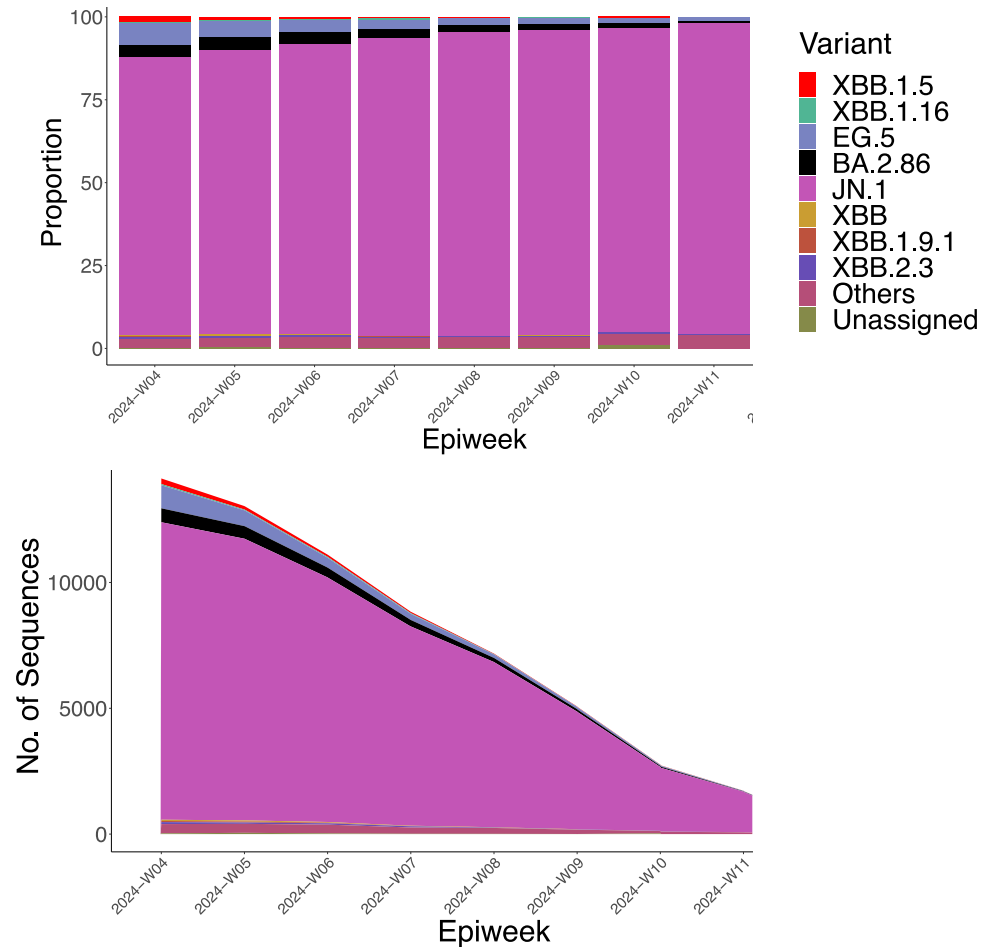 Proportion
100
75
50
25
0
2024–W04
2024–W05
2024–W06
2024–W07
2024–W08
2024–W09
2024–W10
2024–W11
2
Epiweek
Variant
XBB.1.5
XBB.1.16
EG.5
BA.2.86
JN.1
XBB
XBB.1.9.1
XBB.2.3
Others
Unassigned
No. of Sequences
10000
5000
0
2024–W04
2024–W05
2024–W06
2024–W07
2024–W08
2024–W09
2024–W10
2024–W11
Epiweek